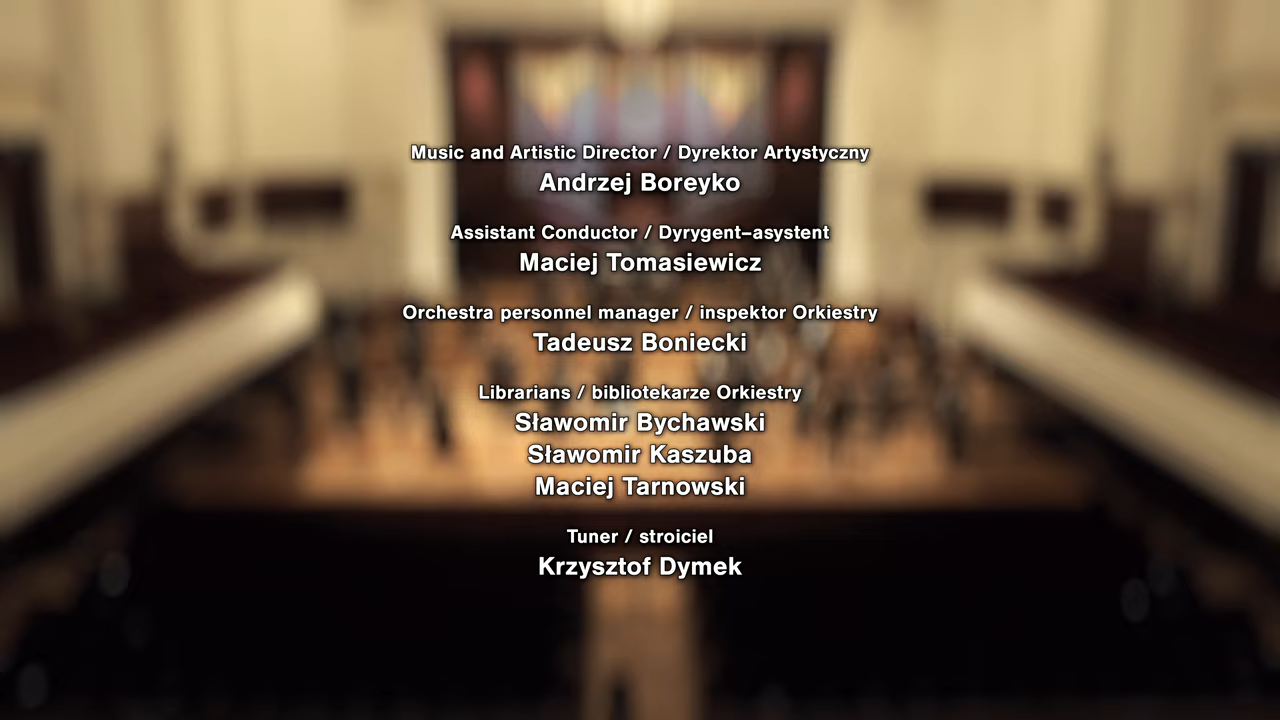 Music and Artistic Director / Dyrektor Artystyczny
Andrzej Boreyko
Assistant Conductor / Dyrygent-asystent
Maciej Tomasiewicz
Orchestra personnel manager / inspektor Orkiestry
Tadeusz Boniecki
Librarians / bibliotekarze Orkiestry
Sławomir Bychawski
Sławomir Kaszuba
Maciej Tarnowski
Tuner / stroiciel
Krzysztof Dymek